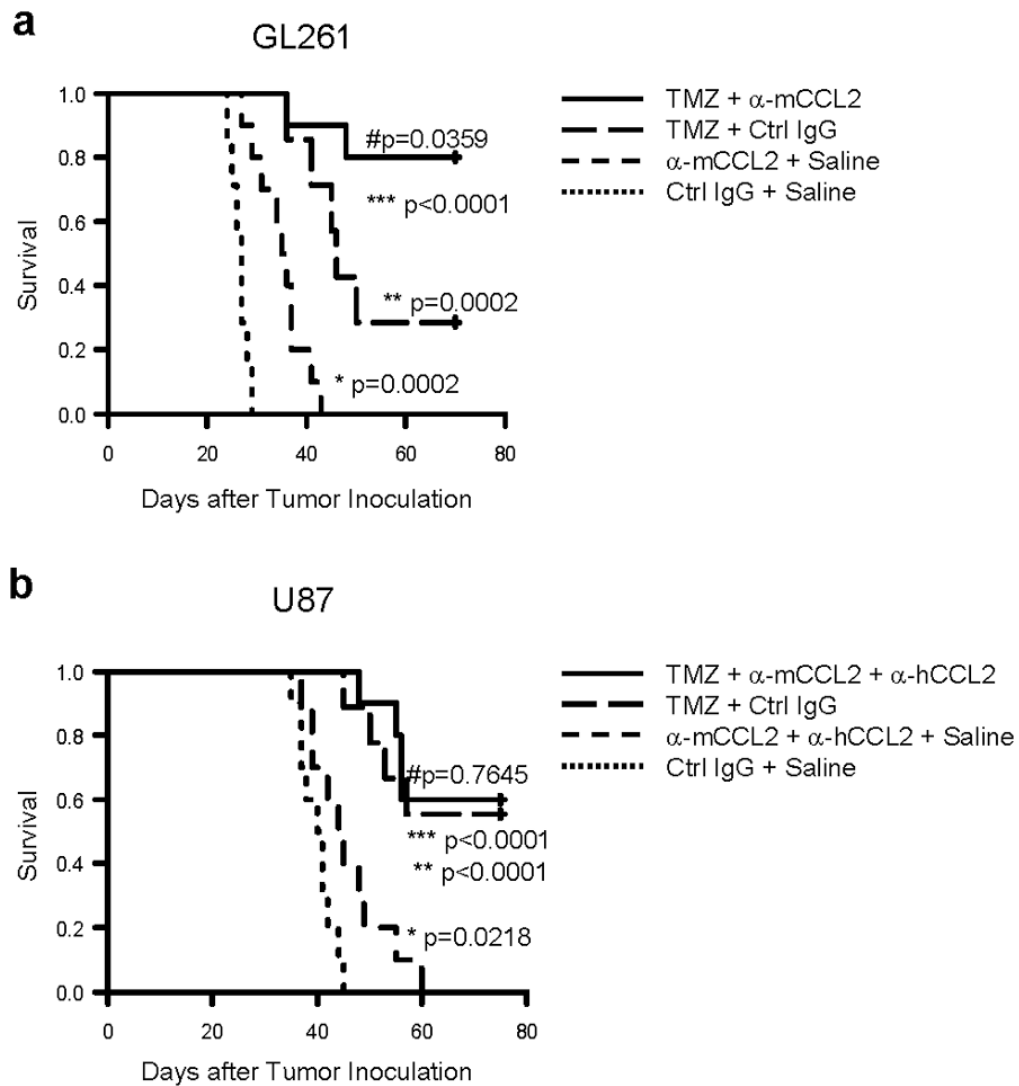 a
GL261
1.0
0.8
0.6
0.4
0.2
0.0
Survival
0 20 40 60 80
Days after Tumor Inoculation
#p=0.0359
*** p<0.0001
** p=0.0002
* p=0.0002
TMZ + α-mCCL2
TMZ + Ctrl IgG
α-mCCL2 + Saline
Ctrl IgG + Saline
b
U87
1.0
0.8
0.6
0.4
0.2
0.0
Survival
0 20 40 60 80
Days after Tumor Inoculation
#p=0.7645
*** p<0.0001
** p<0.0001
* p=0.0218
TMZ + α-mCCL2 + α-hCCL2
TMZ + Ctrl IgG
α-mCCL2 + α-hCCL2 + Saline
Ctrl IgG + Saline